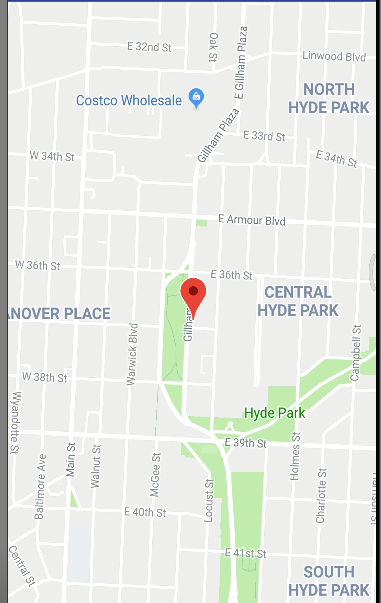 E 32nd St
Oak St
E Gillham Plaza
Linwood Blvd
NORTH
HYDE PARK
Costco Wholesale
Gillham Plaza
E 33rd St
E 34th St
W 34th St
E Armour Blvd
W 36th St
E 36th St
CENTRAL
HYDE PARK
ANOVER PLACE
Gillham
Warwick Blvd
Campbell St
W 38th St
Wyandotte St
Hyde Park
E 39th St
Baltimore Ave
Main St
Walnut St
McGee St
Locust St
Holmes St
Charlotte St
E 40th St
E 41st St
Central St
SOUTH
HYDE PARK